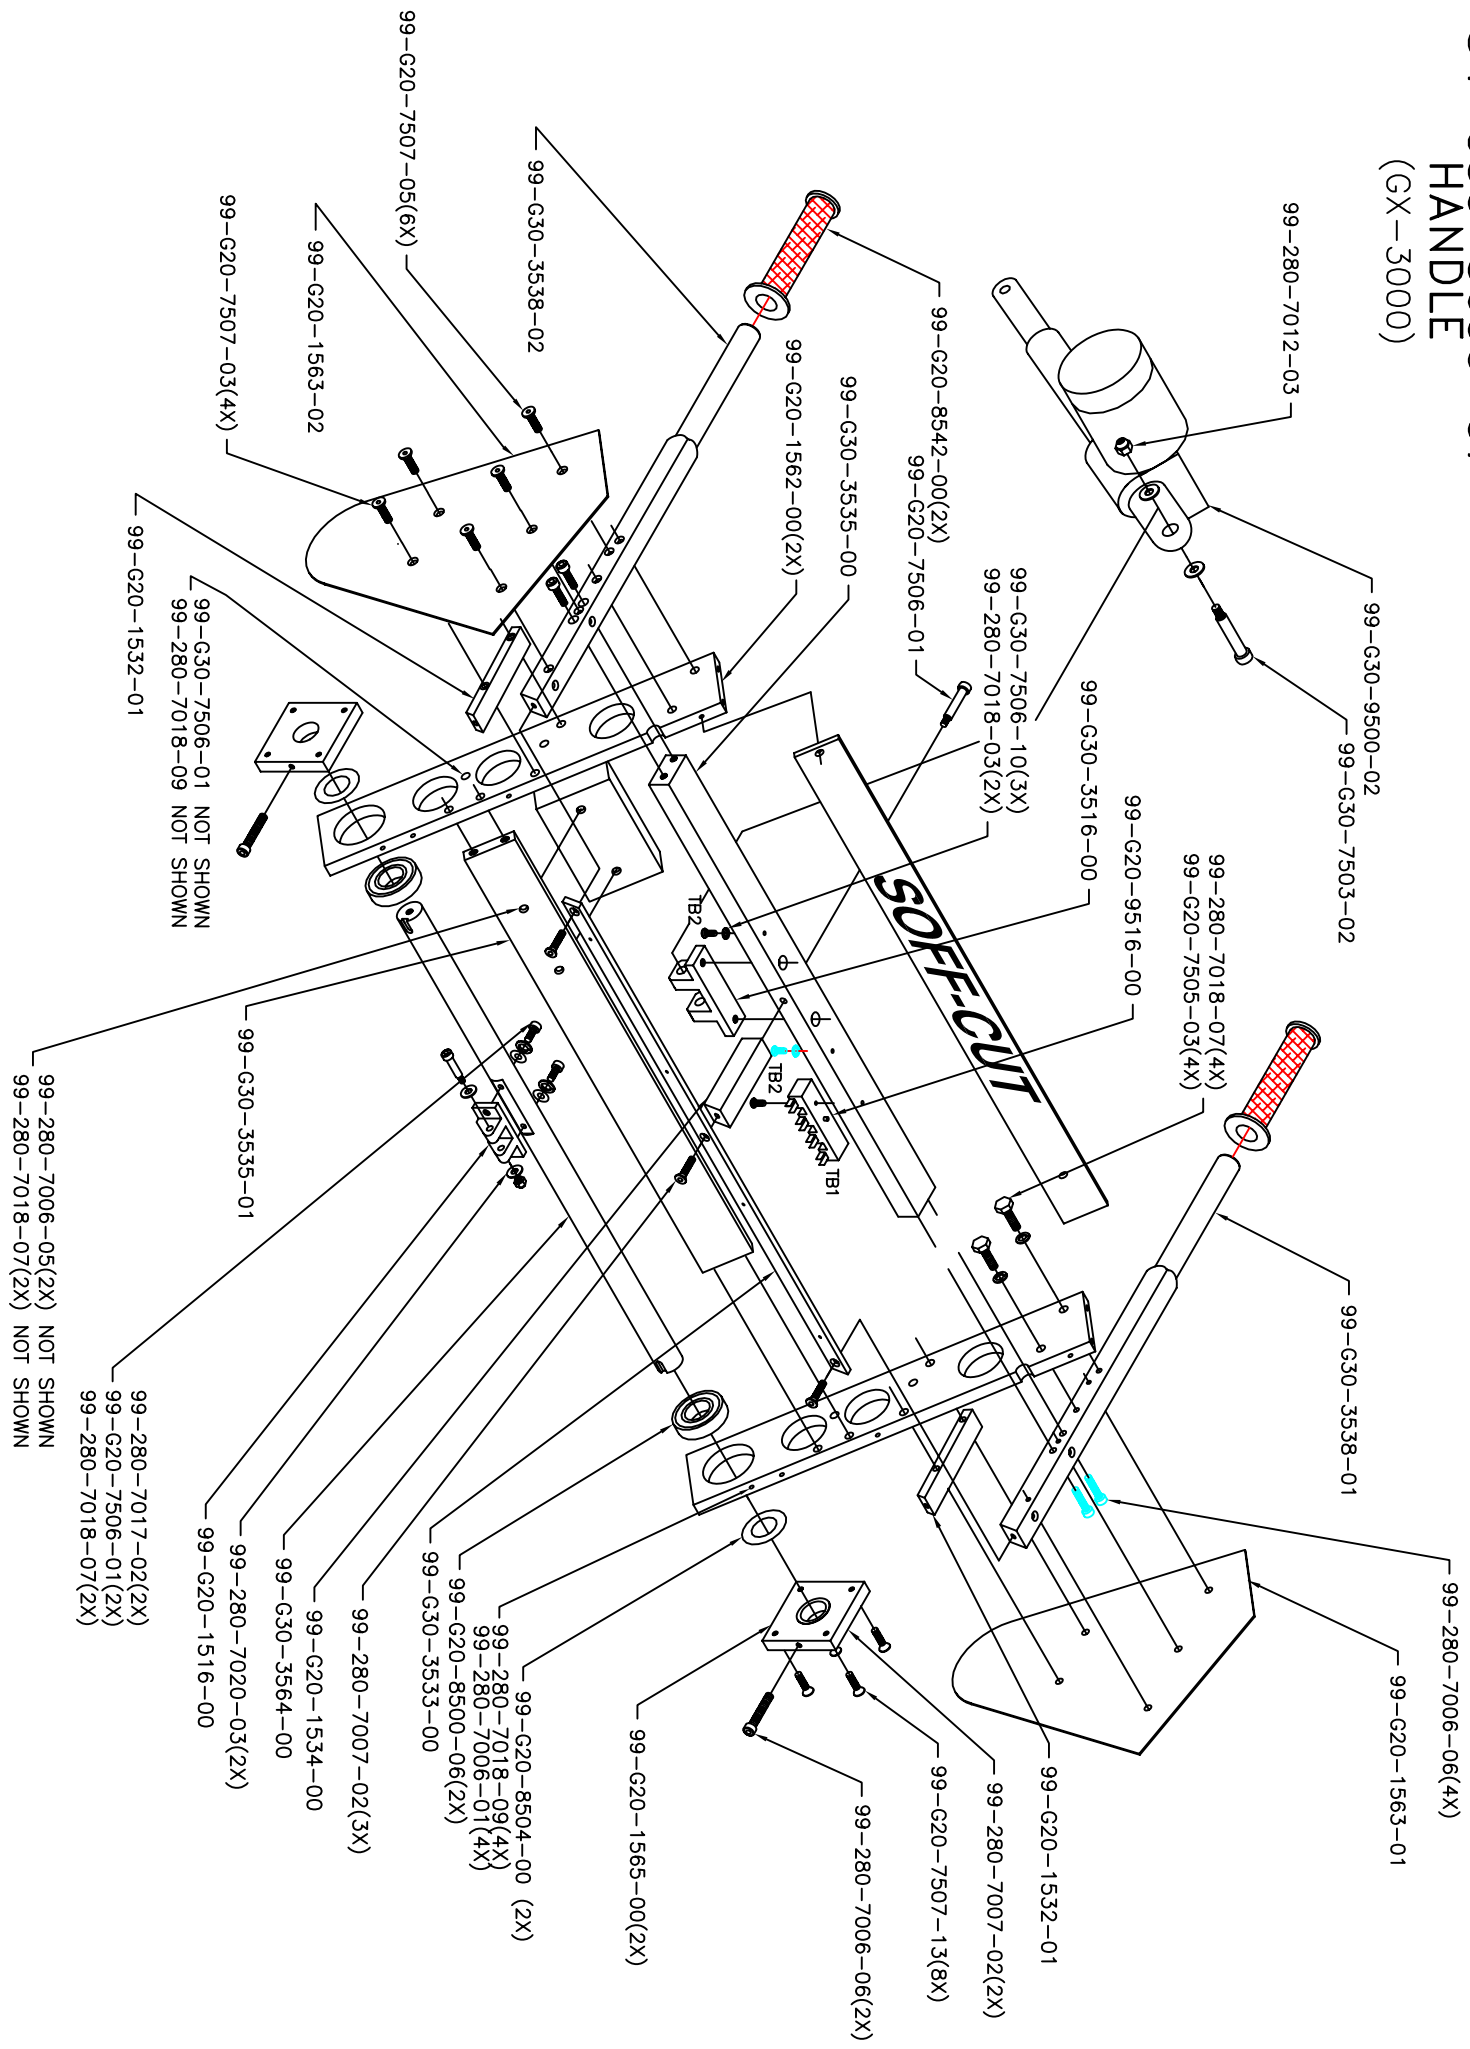 HANDLE
(GX-3000)
99-280-7012-03
99-G30-9500-02
99-G30-7503-02
99-G20-8542-00(2X)
99-G20-7506-01
99-G30-3535-00
99-G20-1562-00(2X)
99-G30-3538-02
99-G20-7507-05(6X)
99-G20-1563-02
99-G20-7507-03(4X)
99-G20-1532-01
99-G30-7506-01 NOT SHOWN
99-280-7018-09 NOT SHOWN
99-G30-7506-10(3X)
99-280-7018-03(2X)
99-G30-3516-00
99-G20-9516-00
99-280-7018-07(4X)
99-G20-7505-03(4X)
SOFF-CUT
TB2
TB2
TB1
99-G30-3538-01
99-280-7006-06(4X)
99-G20-1563-01
99-G20-1532-01
99-280-7007-02(2X)
99-G20-7507-13(8X)
99-280-7006-06(2X)
99-G20-1565-00(2X)
99-G20-8504-00 (2X)
99-280-7018-09(4X)
99-280-7006-01(4X)
99-G20-8500-06(2X)
99-G30-3533-00
99-280-7007-02(3X)
99-G20-1534-00
99-G30-3564-00
99-280-7020-03(2X)
99-G20-1516-00
99-280-7017-02(2X)
99-G20-7506-01(2X)
99-280-7018-07(2X)
99-G30-3535-01
99-280-7006-05(2X) NOT SHOWN
99-280-7018-07(2X) NOT SHOWN